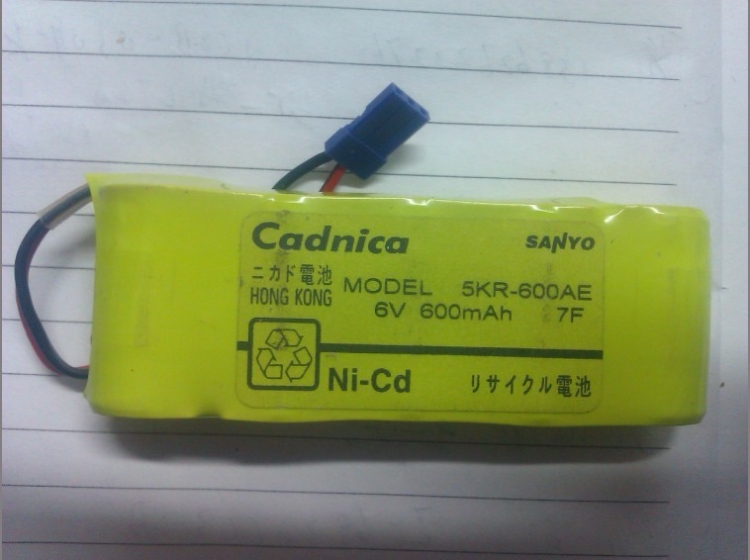 Cadnica
SANYO
ニカド電池
HONG KONG
MODEL 5KR-600AE
6V 600mAh 7F
Ni-Cd
リサイクル電池